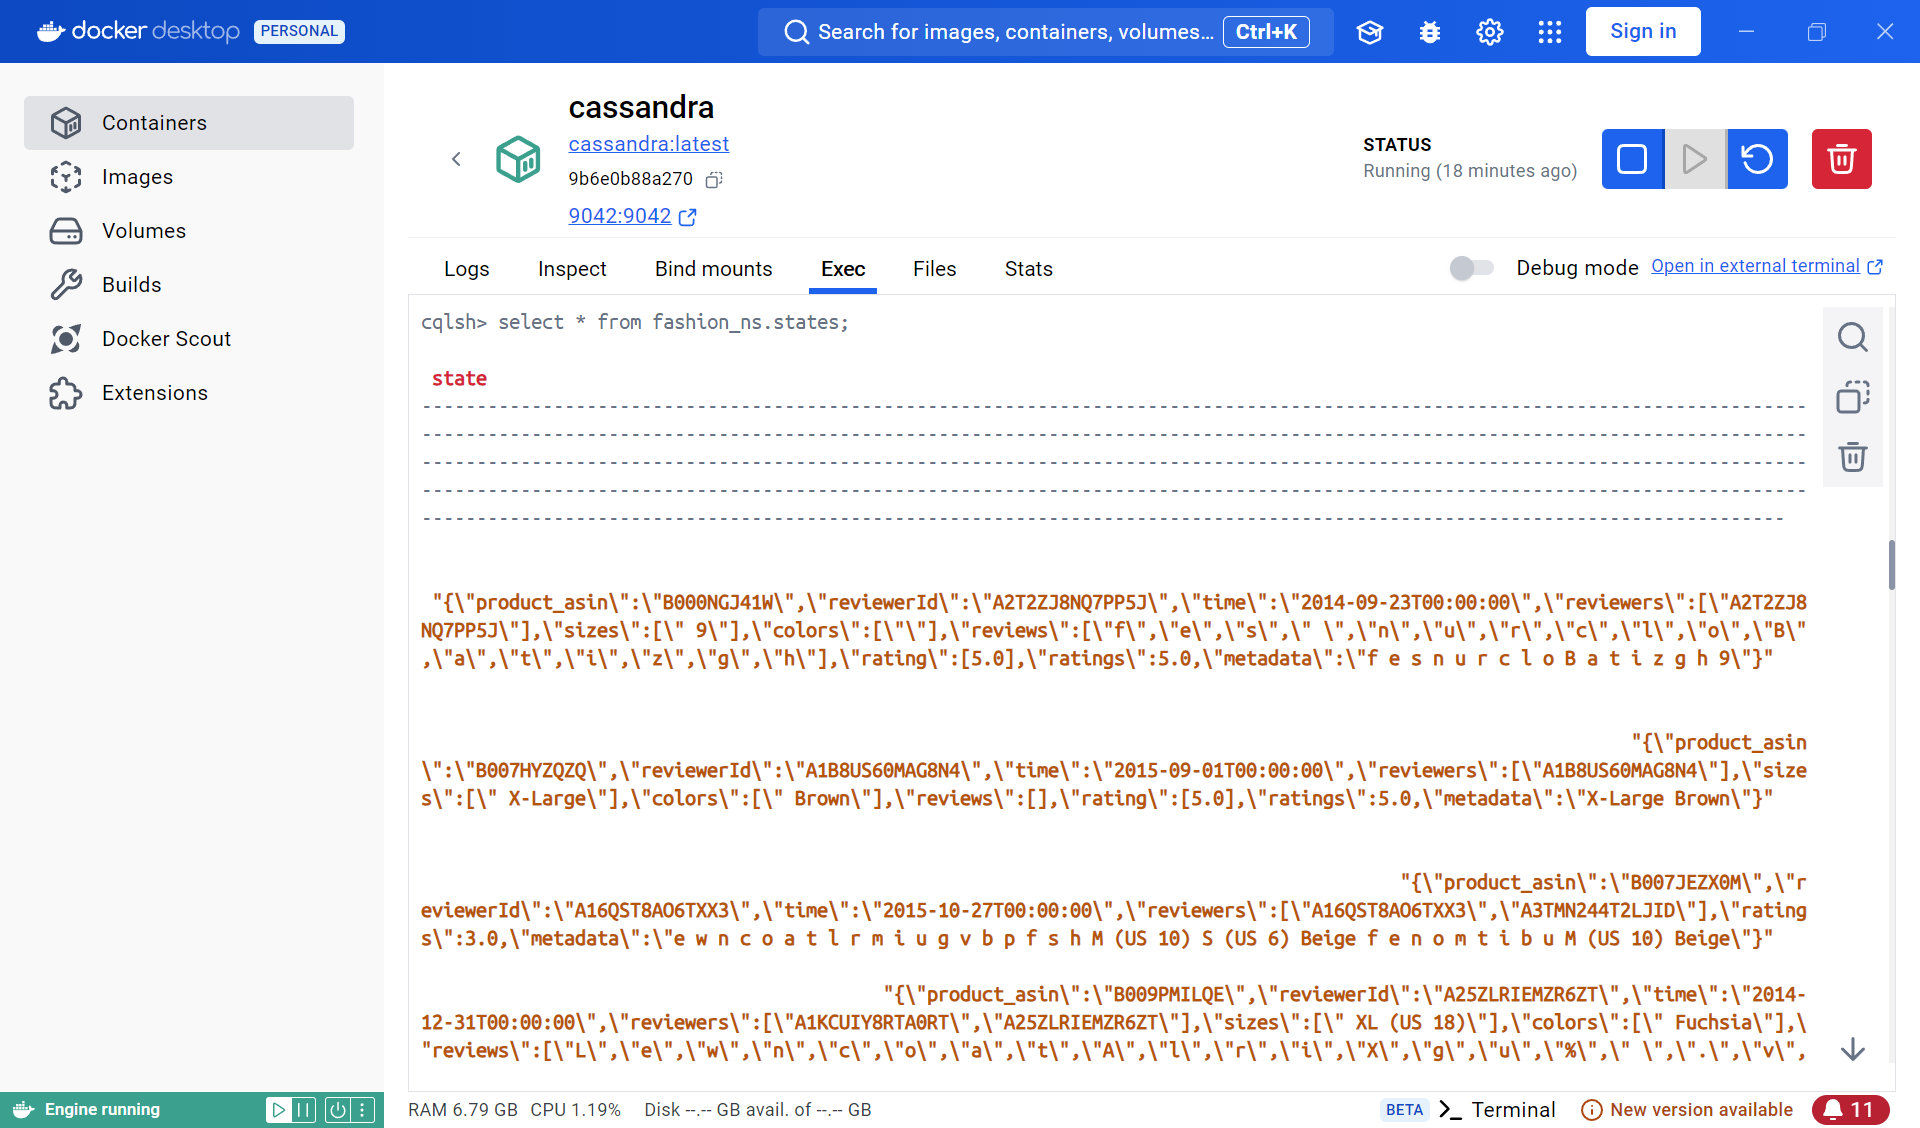 docker desktop PERSONAL
Search for images, containers, volumes... Ctrl+K
Sign in
Containers
Images
Volumes
Builds
Docker Scout
Extensions
cassandra
cassandra:latest
9b6e0b88a270
9042:9042
STATUS
Running (18 minutes ago)
Logs Inspect Bind mounts Exec Files Stats
Debug mode Open in external terminal
cqlsh> select * from fashion_ns.states;
state
------------------------------------------------------------------------------------------------------------------------------
------------------------------------------------------------------------------------------------------------------------------
------------------------------------------------------------------------------------------------------------------------------
------------------------------------------------------------------------------------------------------------------------------
----------------------------------------------------------------------------------------------------------------------------
"{\"product_asin\":\"B000NGJ41W\",\"reviewerId\":\"A2T2ZJ8NQ7PP5J\",\"time\":\"2014-09-23T00:00:00\",\"reviewers\":[\"A2T2ZJ8
NQ7PP5J\"],\"sizes\":[\" 9\"],\"colors\":[\"\"],\"reviews\":[\"f\",\"e\",\"s\",\" \",\"n\",\"u\",\"r\",\"c\",\"l\",\"o\",\"B\"
,\"a\",\"t\",\"i\",\"z\",\"g\",\"h\"],\"rating\":[5.0],\"ratings\":5.0,\"metadata\":\"f e s n u r c l o B a t i z g h 9\"}"
"{\"product_asin
\":\"B007HYZQZQ\",\"reviewerId\":\"A1B8US60MAG8N4\",\"time\":\"2015-09-01T00:00:00\",\"reviewers\":[\"A1B8US60MAG8N4\"],\"size
s\":[\" X-Large\"],\"colors\":[\" Brown\"],\"reviews\":[],\"rating\":[5.0],\"ratings\":5.0,\"metadata\":\"X-Large Brown\"}"
"{\"product_asin\":\"B007JEZX0M\",\"r
eviewerId\":\"A16QST8AO6TXX3\",\"time\":\"2015-10-27T00:00:00\",\"reviewers\":[\"A16QST8AO6TXX3\",\"A3TMN244T2LJID\"],\"rating
s\":3.0,\"metadata\":\"e w n c o a t l r m i u g v b p f s h M (US 10) S (US 6) Beige f e n o m t i b u M (US 10) Beige\"}"
"{\"product_asin\":\"B009PMILQE\",\"reviewerId\":\"A25ZLRIEMZR6ZT\",\"time\":\"2014-
12-31T00:00:00\",\"reviewers\":[\"A1KCUIY8RTA0RT\",\"A25ZLRIEMZR6ZT\"],\"sizes\":[\" XL (US 18)\"],\"colors\":[\" Fuchsia\"],\
"reviews\":[\"L\",\"e\",\"w\",\"n\",\"c\",\"o\",\"a\",\"t\",\"A\",\"l\",\"r\",\"i\",\"X\",\"g\",\"u\",\"%\",\" \",\".\",\"v\",
Engine running
RAM 6.79 GB CPU 1.19% Disk --.-- GB avail. of --.-- GB
BETA >_ Terminal
New version available
11